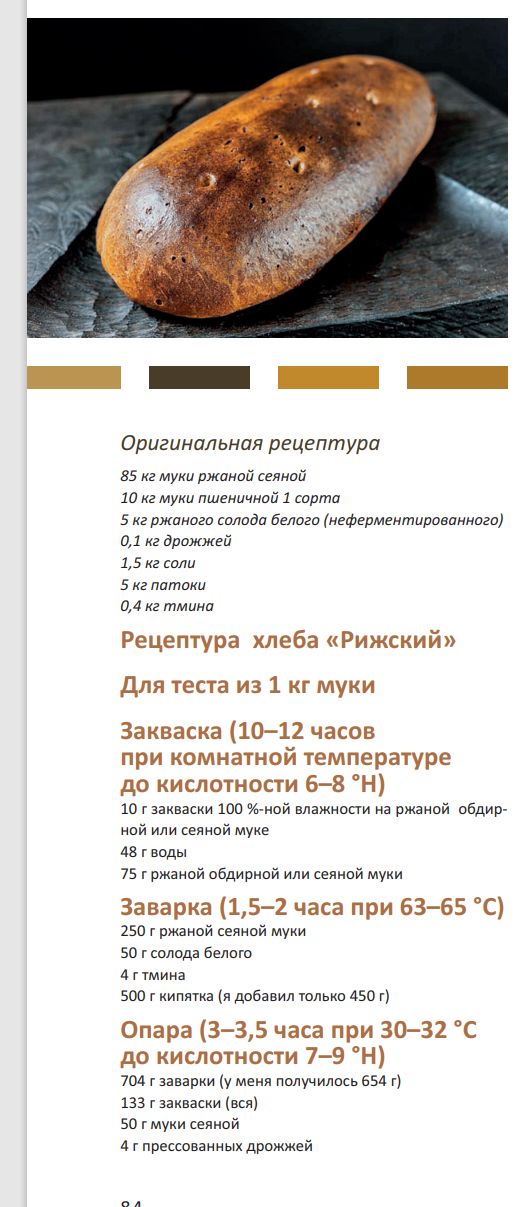 Оригинальная рецептура
85 кг муки ржаной сеяной
10 кг муки пшеничной 1 сорта
5 кг ржаного солода белого (неферментированного)
0,1 кг дрожжей
1,5 кг соли
5 кг патоки
0,4 кг тмина
Рецептура хлеба «Рижский»
Для теста из 1 кг муки
Закваска (10–12 часов
при комнатной температуре
до кислотности 6–8 °Н)
10 г закваски 100 %-ной влажности на ржаной обдир-
ной или сеяной муке
48 г воды
75 г ржаной обдирной или сеяной муки
Заварка (1,5–2 часа при 63–65 °С)
250 г ржаной сеяной муки
50 г солода белого
4 г тмина
500 г кипятка (я добавил только 450 г)
Опара (3–3,5 часа при 30–32 °С
до кислотности 7–9 °Н)
704 г заварки (у меня получилось 654 г)
133 г закваски (вся)
50 г муки сеяной
4 г прессованных дрожжей